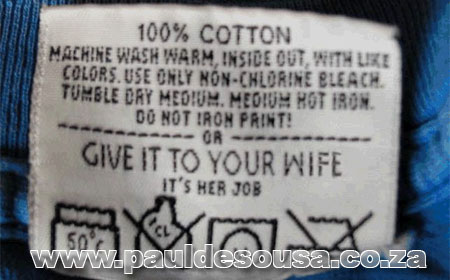 100% COTTON
MACHINE WASH WARM, INSIDE OUT, WITH LIKE
COLORS. USE ONLY NON-CHLORINE BLEACH.
TUMBLE DRY MEDIUM. MEDIUM HOT IRON.
DO NOT IRON PRINT!
OR
GIVE IT TO YOUR WIFE
IT'S HER JOB
50°C CL
www.pauldesousa.co.za